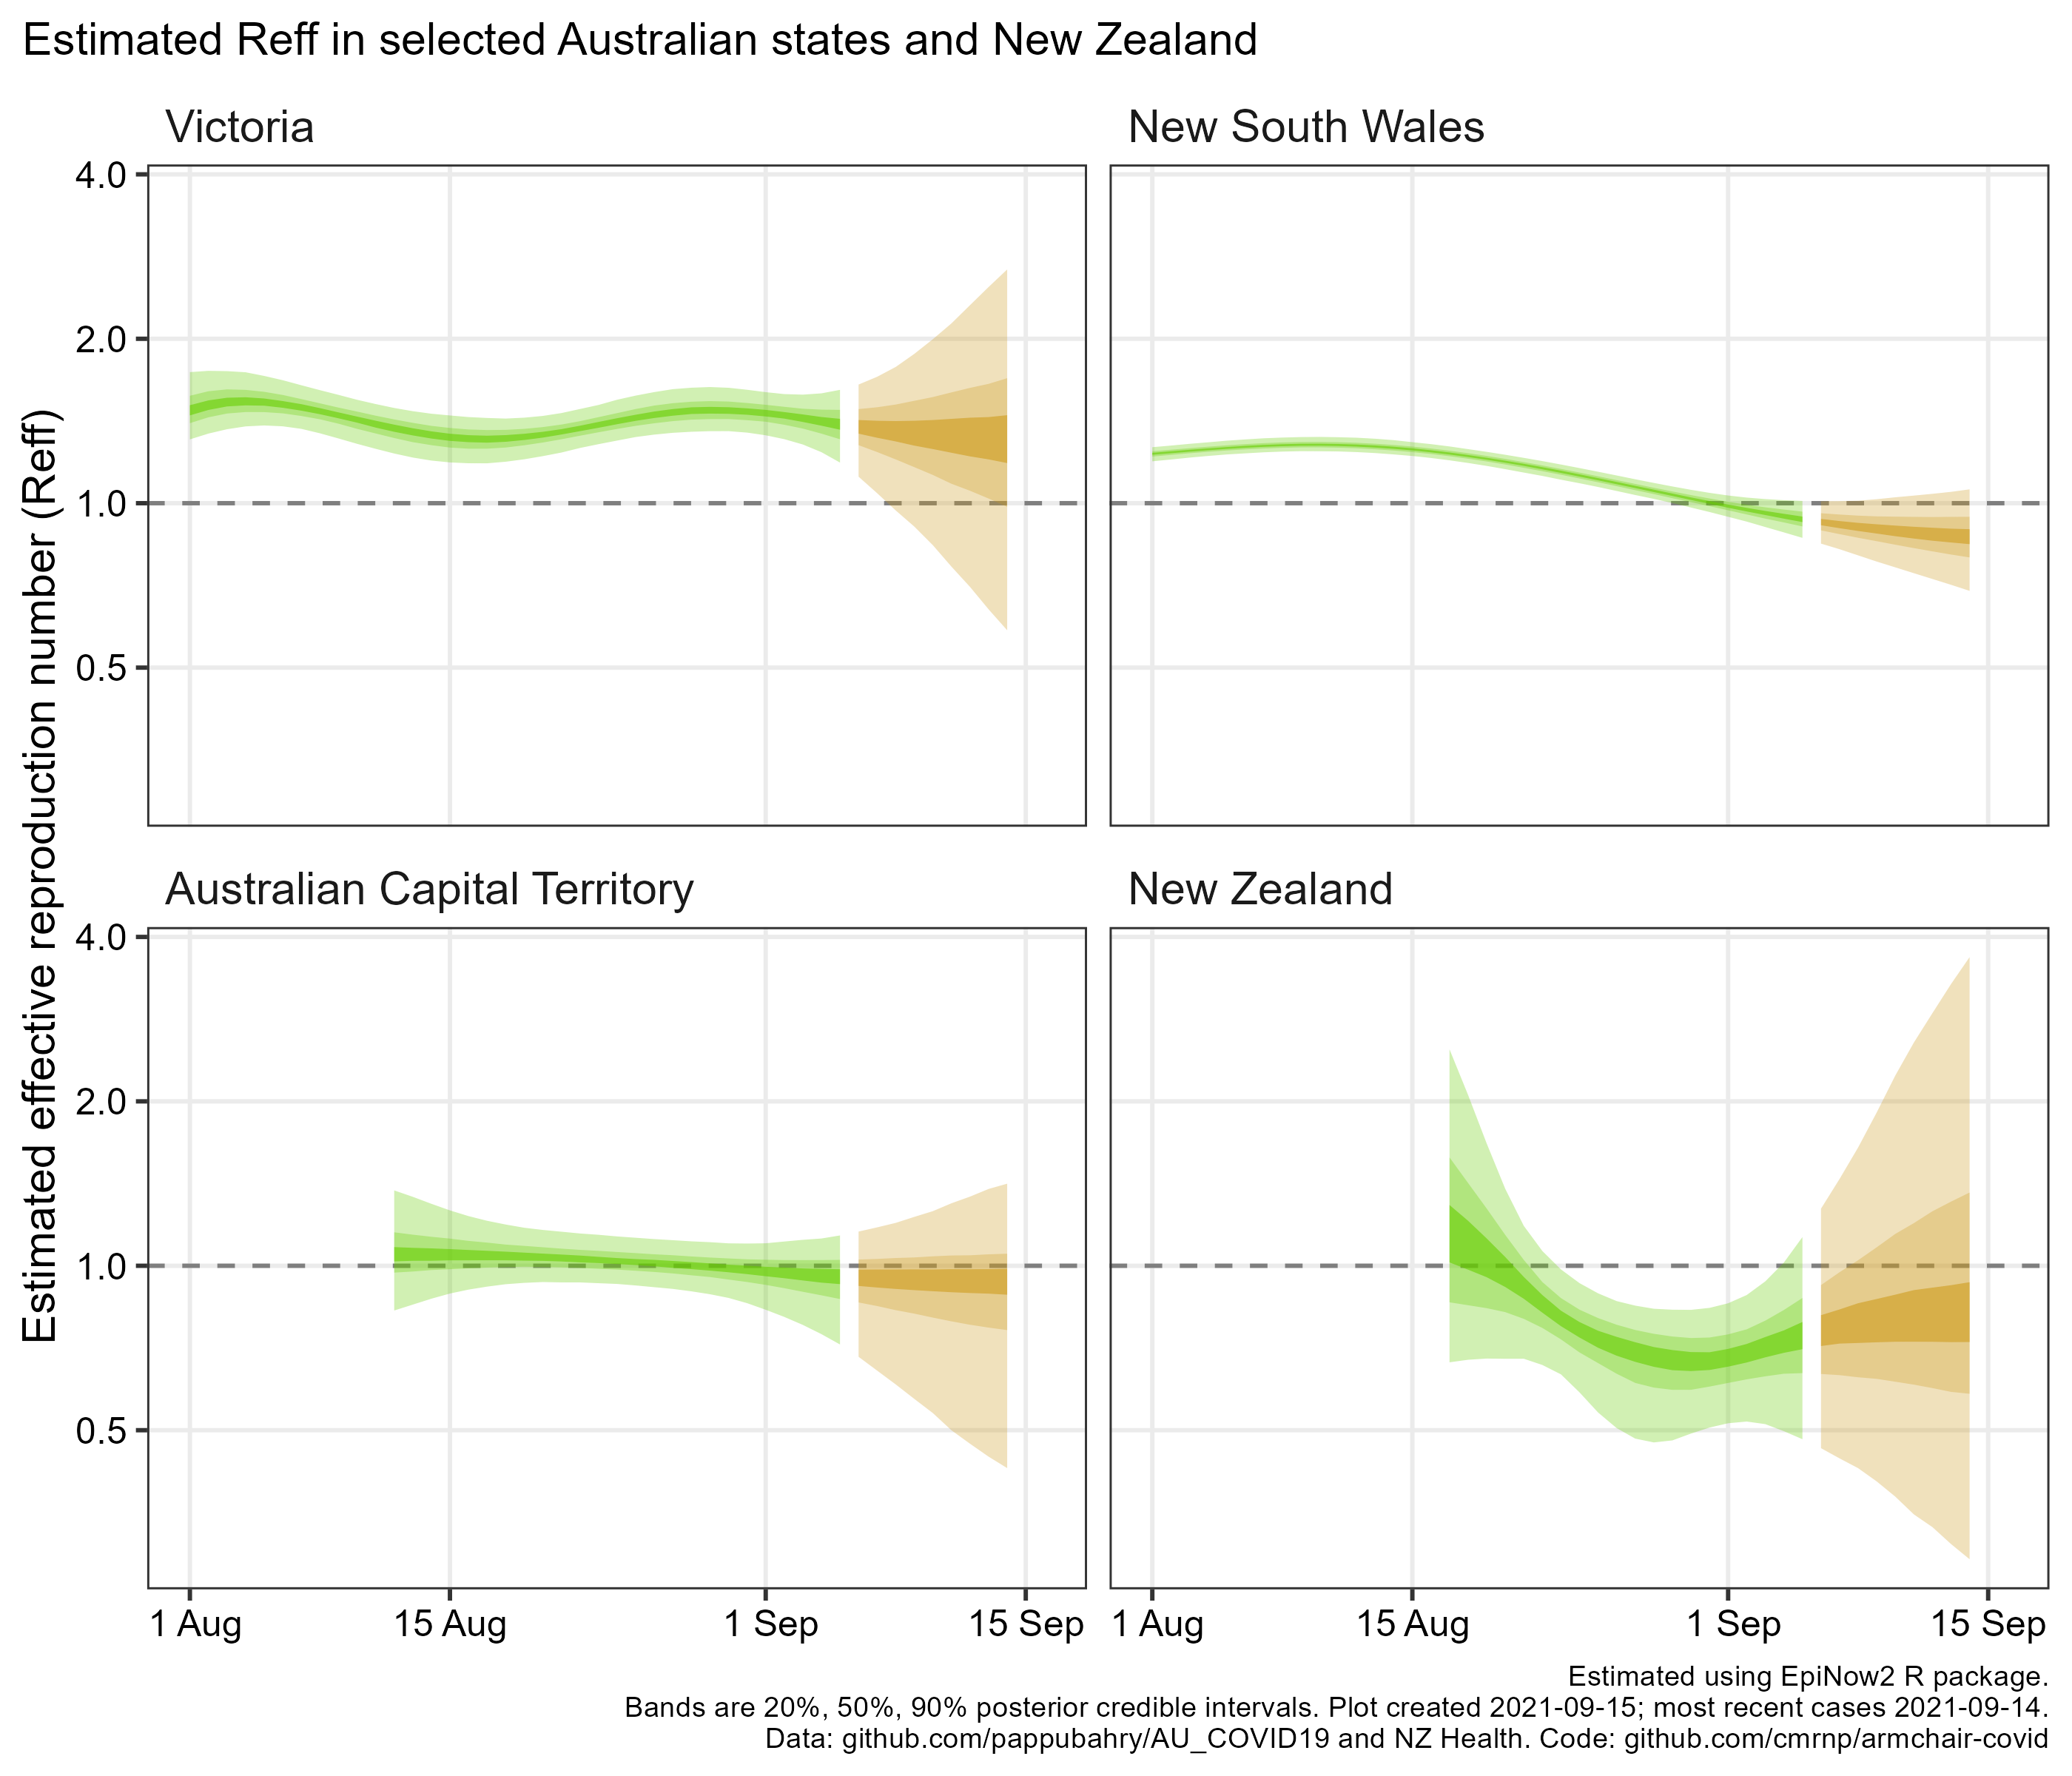 Estimated Reff in selected Australian states and New Zealand
Estimated effective reproduction number (Reff)
Victoria
New South Wales
4.0
2.0
1.0
0.5
Australian Capital Territory
New Zealand
4.0
2.0
1.0
0.5
1 Aug
15 Aug
1 Sep
15 Sep
1 Aug
15 Aug
1 Sep
15 Sep
Estimated using EpiNow2 R package.
Bands are 20%, 50%, 90% posterior credible intervals. Plot created 2021-09-15; most recent cases 2021-09-14.
Data: github.com/pappubahry/AU_COVID19 and NZ Health. Code: github.com/cmrnp/armchair-covid